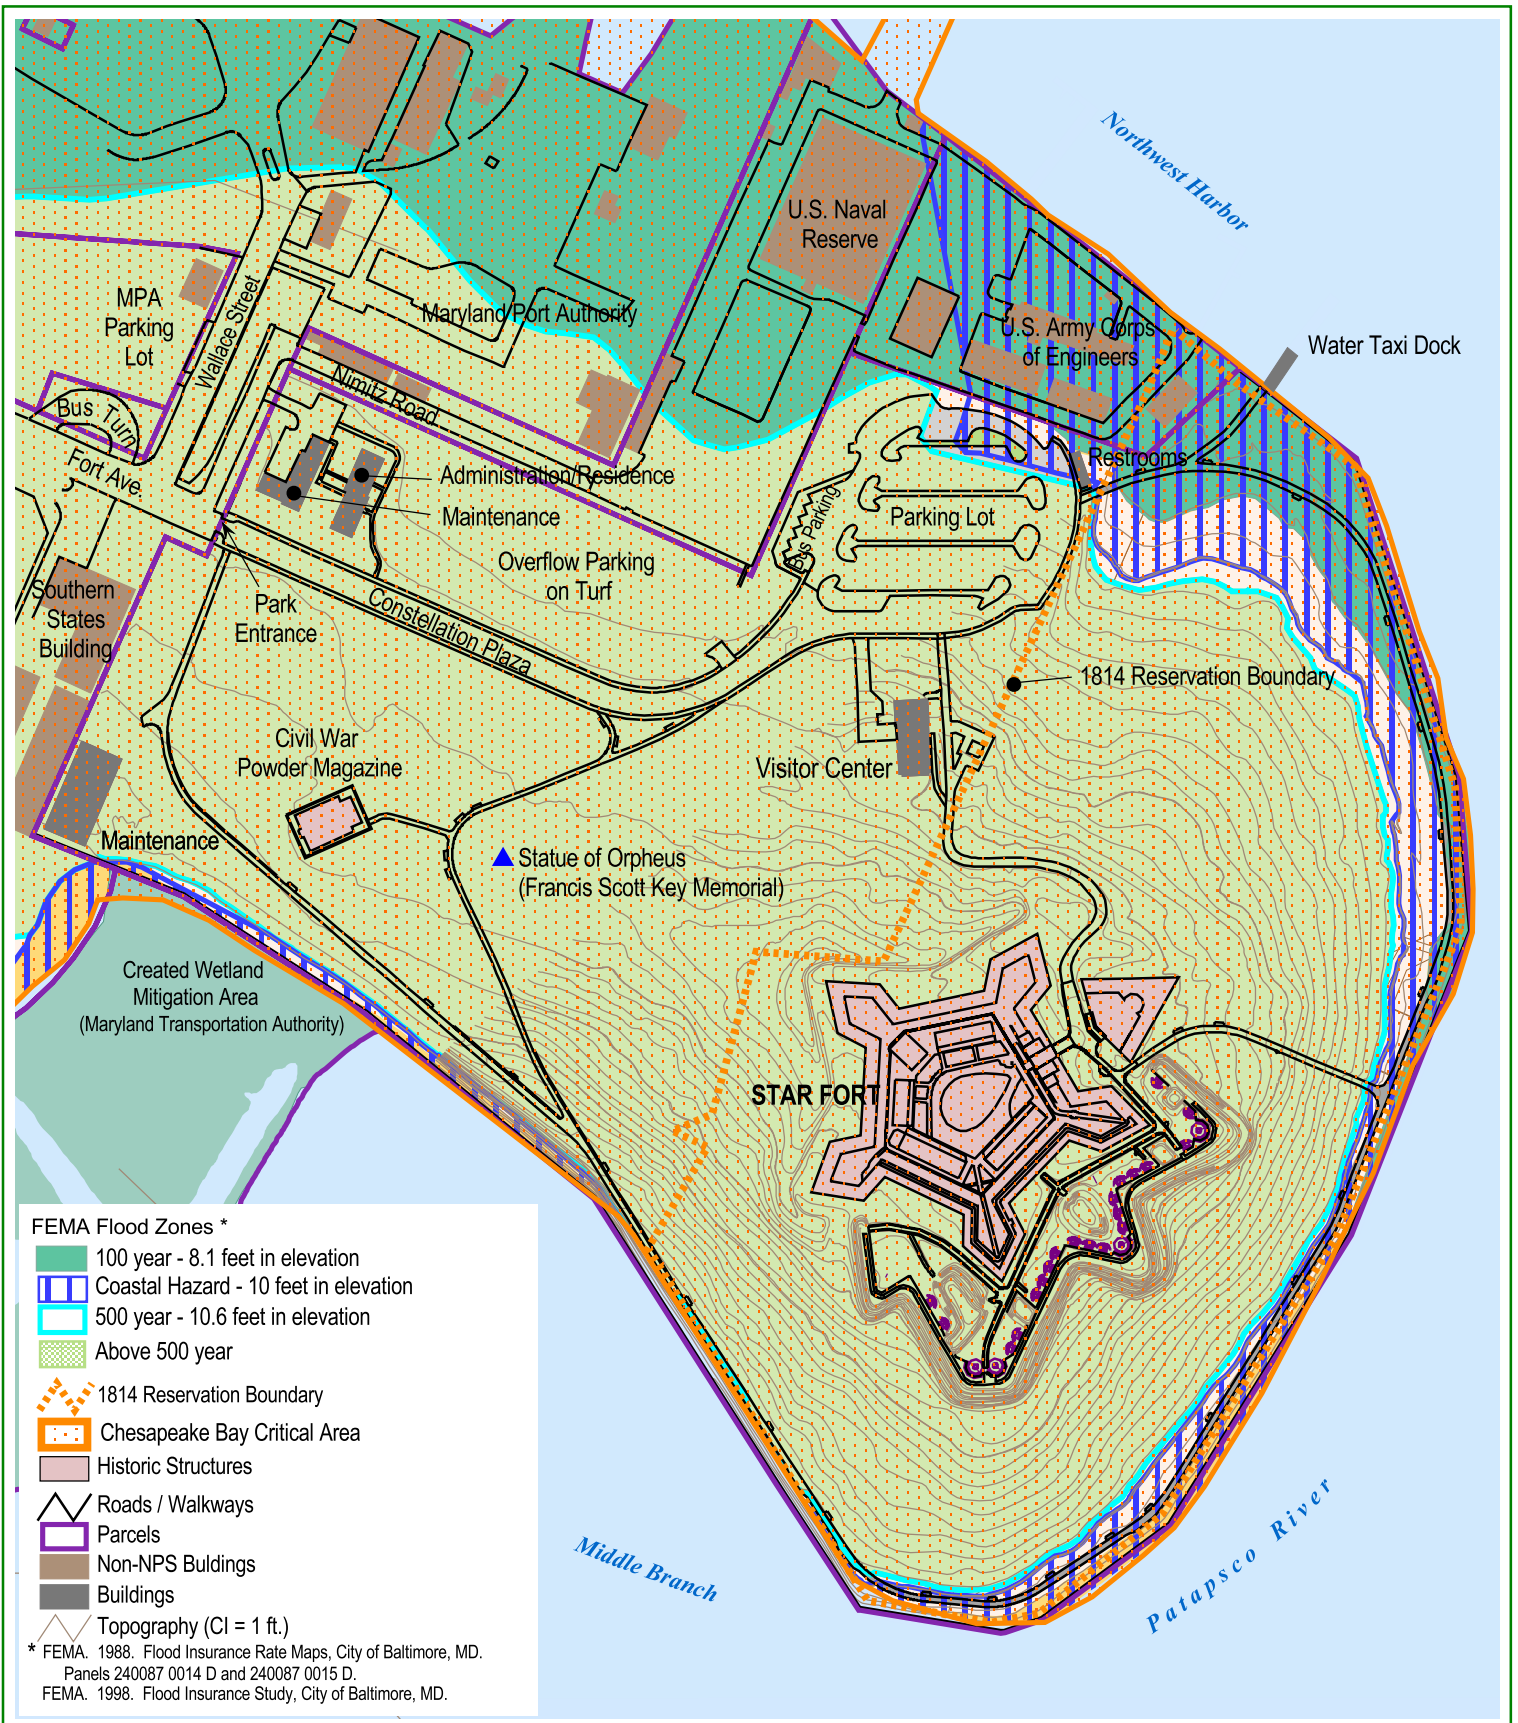 Northwest Harbor
U.S. Naval
Reserve
MPA
Parking
Lot
Wallace Street
Maryland Port Authority
U.S. Army Corps
of Engineers
Water Taxi Dock
Nimitz Road
Bus Turn
Fort Ave.
Administration/Residence
Restrooms
Maintenance
Bus Parking
Parking Lot
Overflow Parking
on Turf
Southern
States
Building
Park
Entrance
Constellation Plaza
1814 Reservation Boundary
Civil War
Powder Magazine
Visitor Center
Maintenance
Statue of Orpheus
(Francis Scott Key Memorial)
Created Wetland
Mitigation Area
(Maryland Transportation Authority)
STAR FORT
Middle Branch
Patapsco River
FEMA Flood Zones *
100 year - 8.1 feet in elevation
Coastal Hazard - 10 feet in elevation
500 year - 10.6 feet in elevation
Above 500 year
1814 Reservation Boundary
Chesapeake Bay Critical Area
Historic Structures
Roads / Walkways
Parcels
Non-NPS Buldings
Buildings
Topography (CI = 1 ft.)
* FEMA. 1988. Flood Insurance Rate Maps, City of Baltimore, MD.
Panels 240087 0014 D and 240087 0015 D.
FEMA. 1998. Flood Insurance Study, City of Baltimore, MD.